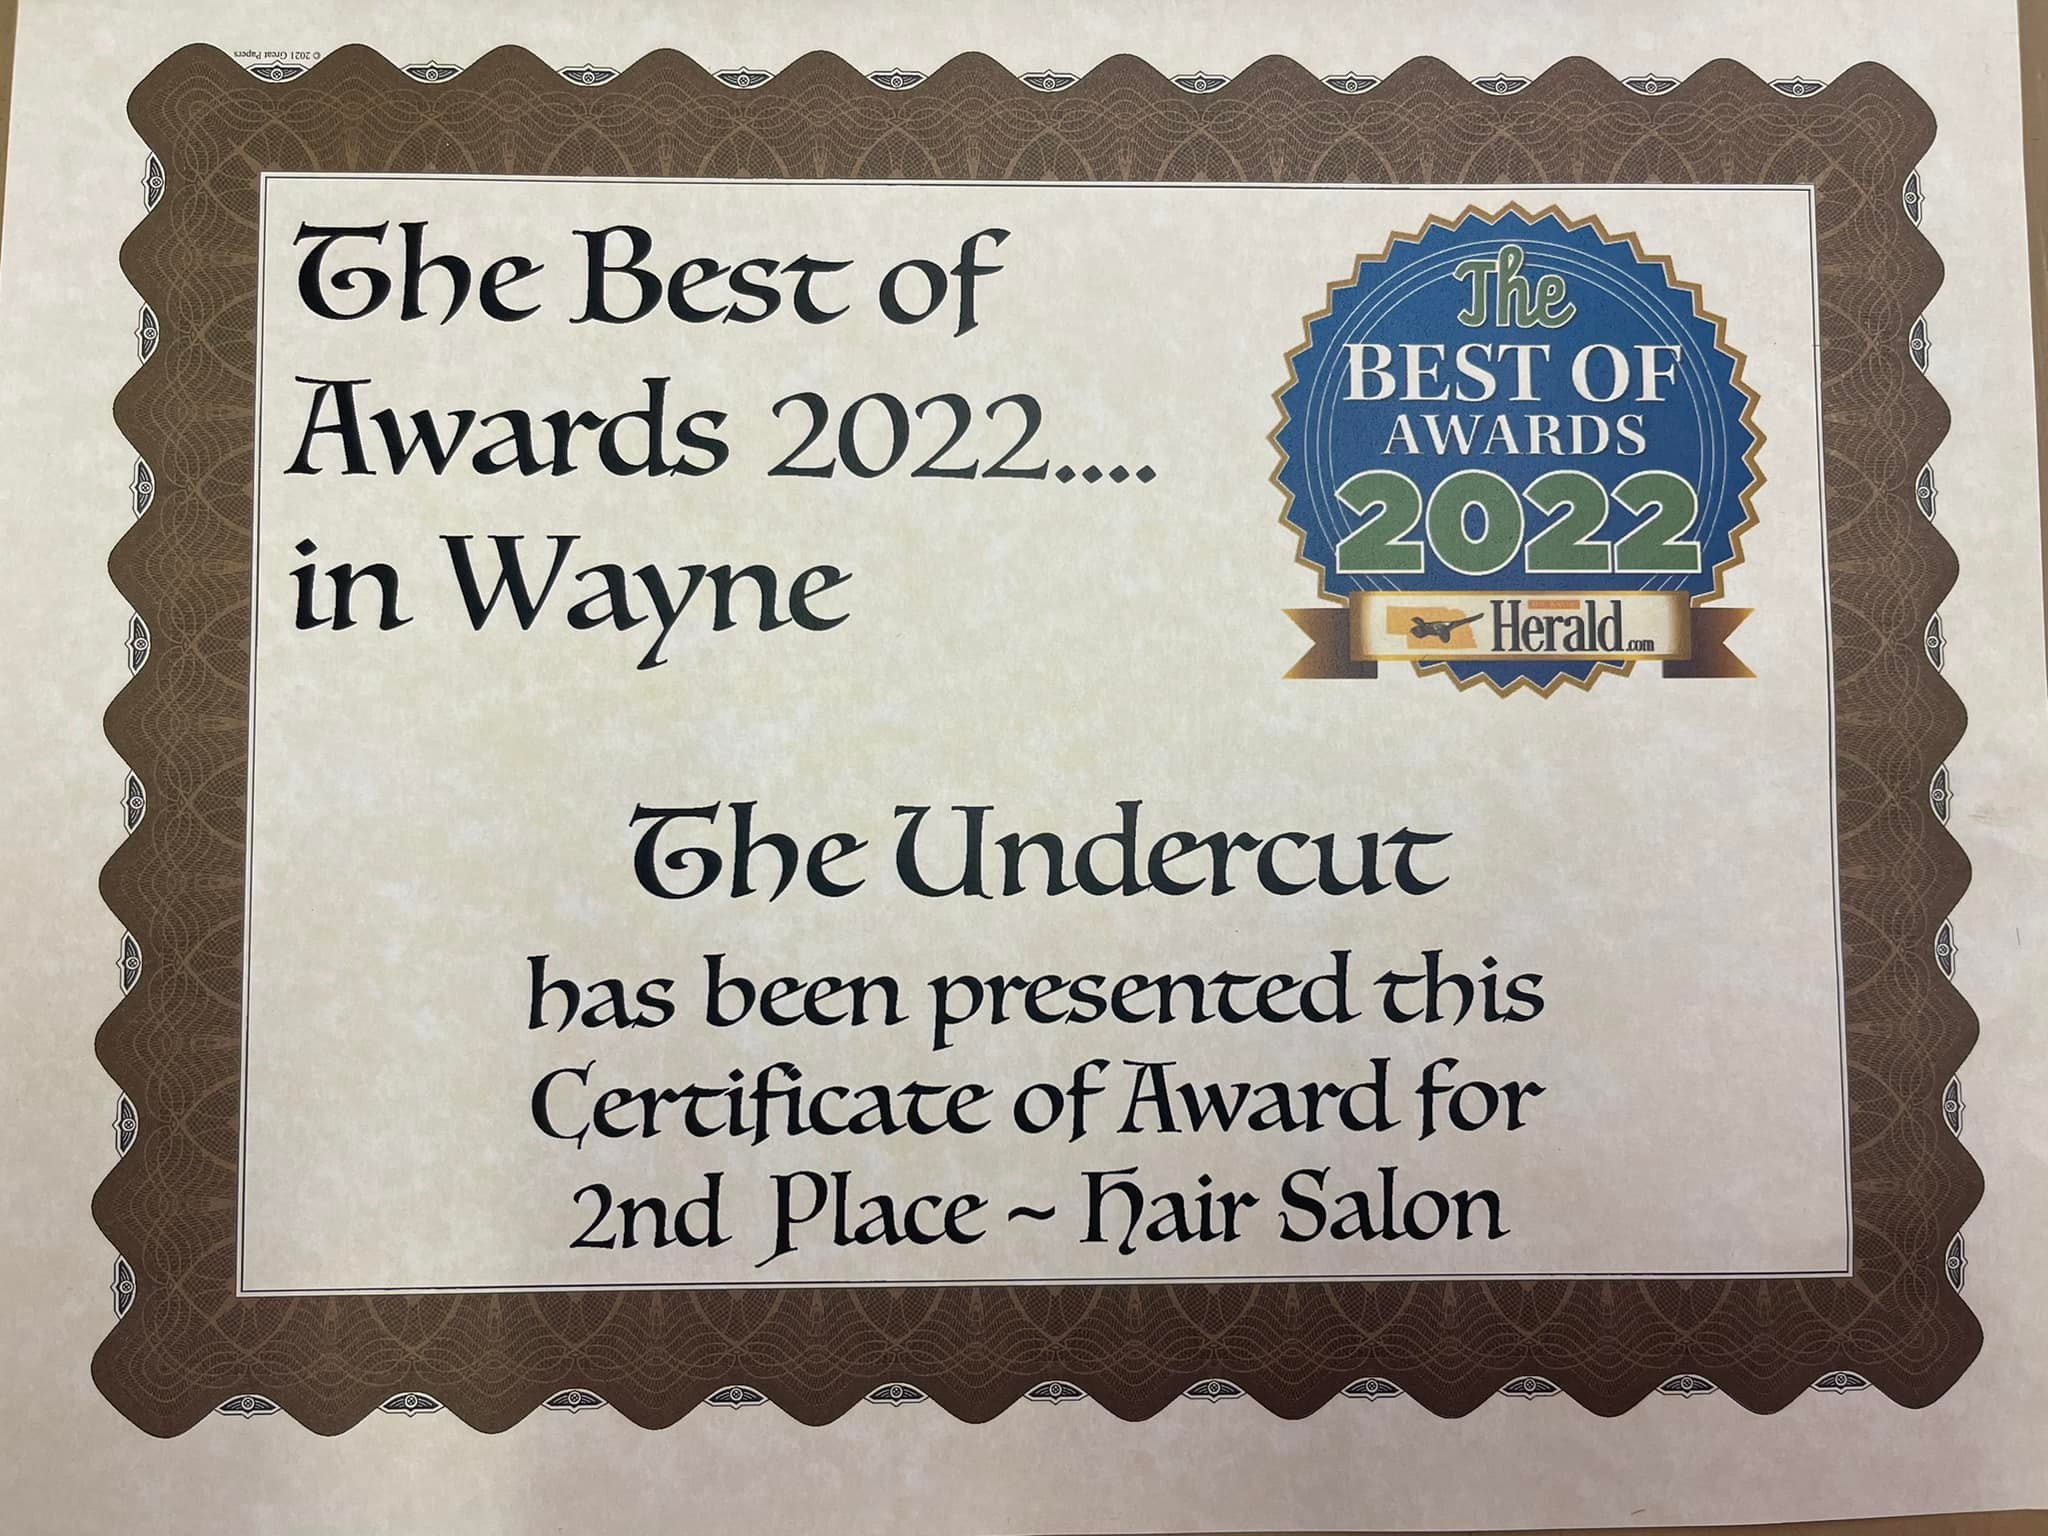 © 2021 Great Papers
The Best of
Awards 2022....
in Wayne
The
BEST OF
AWARDS
2022
Herald.com
The Undercut
has been presented this
Certificate of Award for
2nd Place ~ Hair Salon